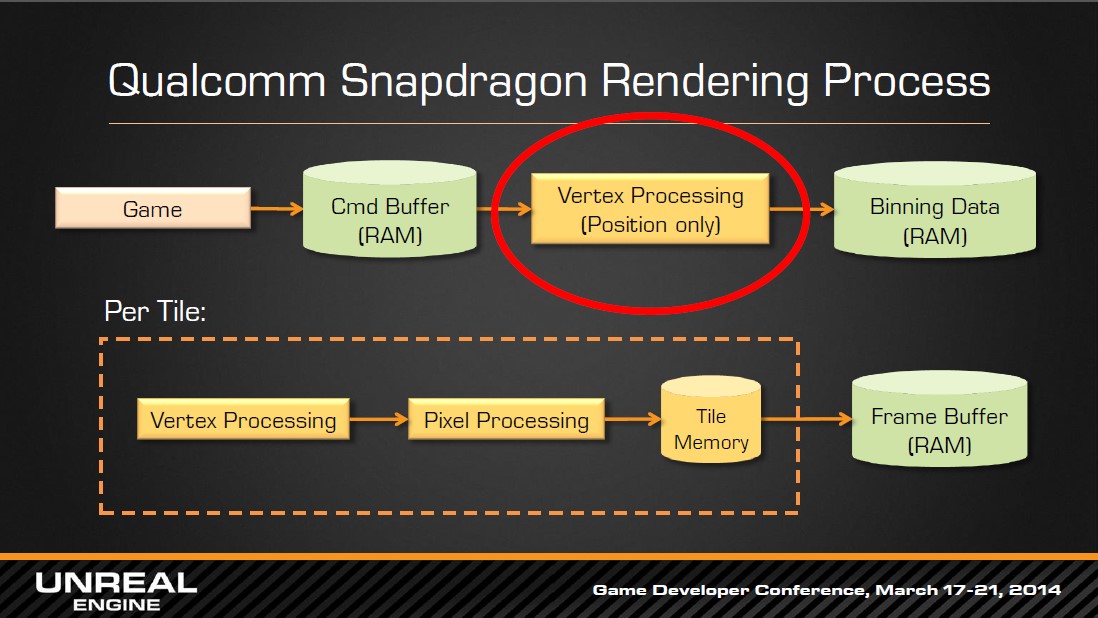 Qualcomm Snapdragon Rendering Process
Game
Cmd Buffer
(RAM)
Vertex Processing
(Position only)
Binning Data
(RAM)
Per Tile:
Vertex Processing
Pixel Processing
Tile
Memory
Frame Buffer
(RAM)
UNREAL
ENGINE
Game Developer Conference, March 17-21, 2014